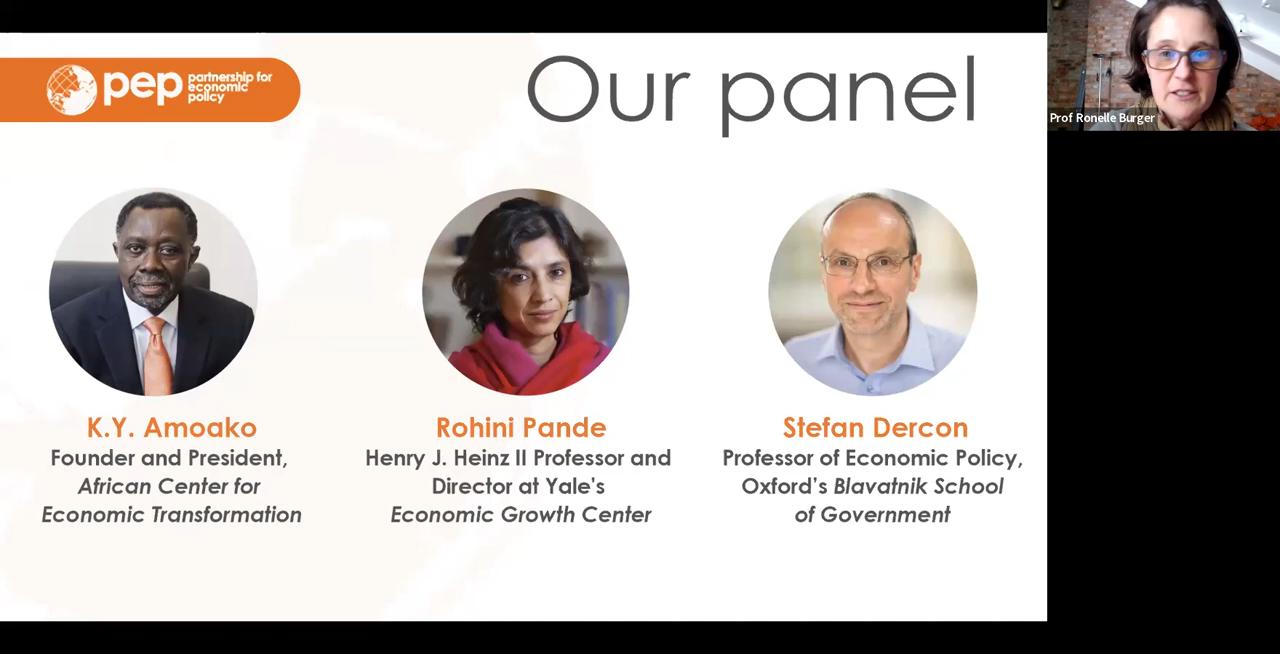 pep partnership for
economic
policy
Our panel
Prof Ronelle Burger
K.Y. Amoako
Founder and President,
African Center for
Economic Transformation
Rohini Pande
Henry J. Heinz II Professor and
Director at Yale's
Economic Growth Center
Stefan Dercon
Professor of Economic Policy,
Oxford's Blavatnik School
of Government